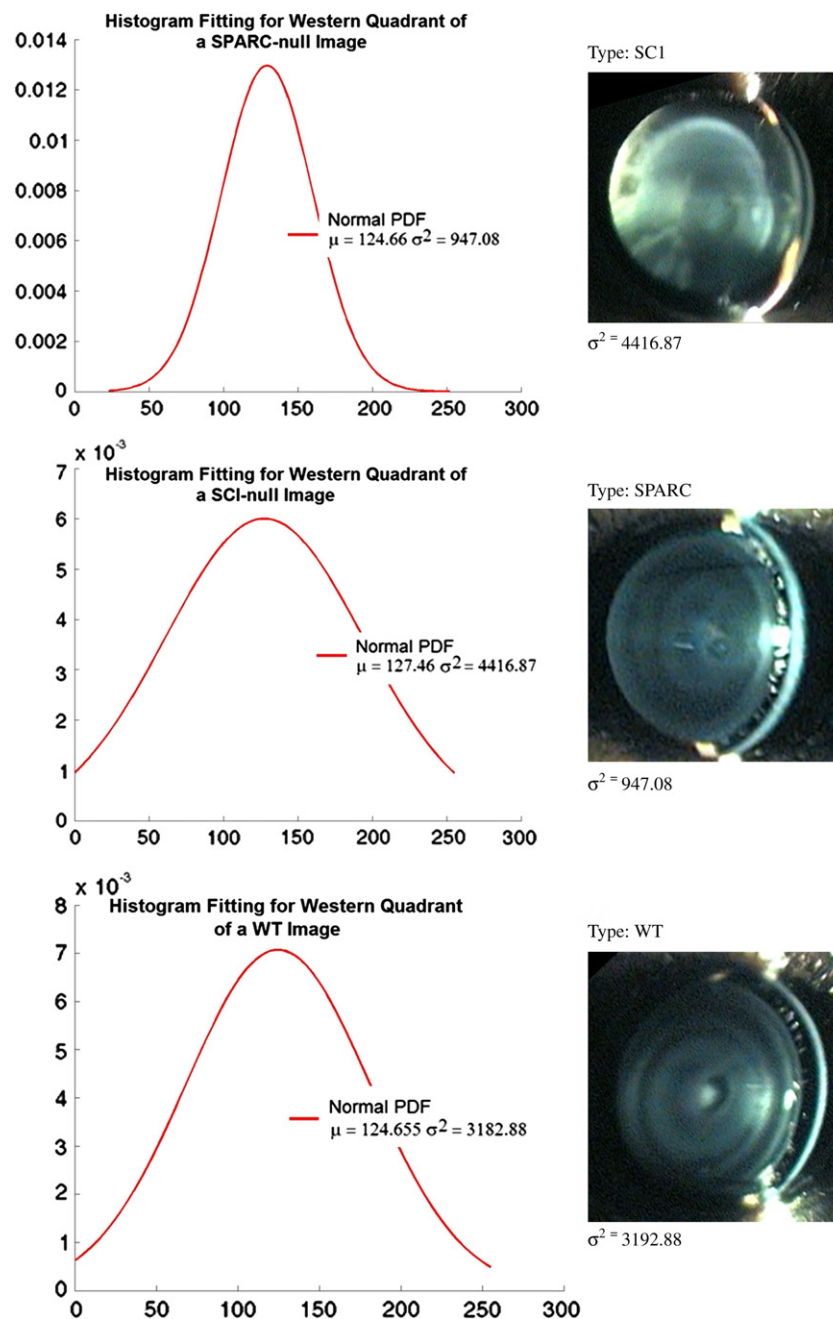 Histogram Fitting for Western Quadrant of
a SPARC-null Image
0.014
0.012
0.01
0.008
0.006
0.004
0.002
0
0 50 100 150 200 250 300
Normal PDF
μ = 124.66 σ² = 947.08
Type: SC1
σ² = 4416.87
x 10⁻³
Histogram Fitting for Western Quadrant of
a SCI-null Image
7
6
5
4
3
2
1
0
0 50 100 150 200 250 300
Normal PDF
μ = 127.46 σ² = 4416.87
Type: SPARC
σ² = 947.08
x 10⁻³
Histogram Fitting for Western Quadrant
of a WT Image
8
7
6
5
4
3
2
1
0
0 50 100 150 200 250 300
Normal PDF
μ = 124.655 σ² = 3182.88
Type: WT
σ² = 3192.88